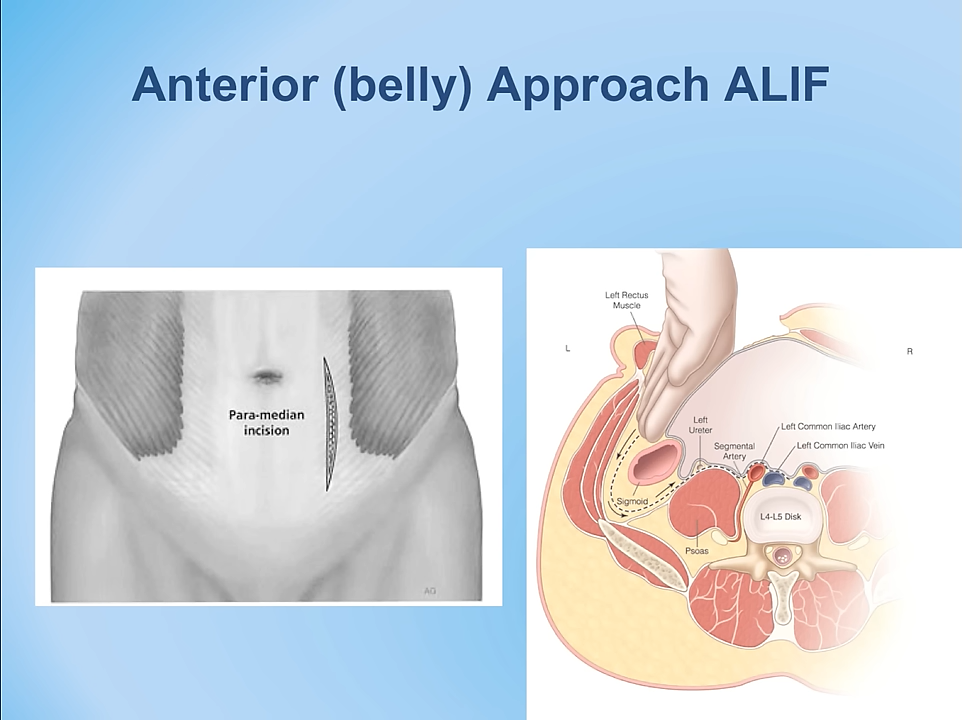 Anterior (belly) Approach ALIF
Para-median
incision
AG
Left Rectus
Muscle
L
R
Left
Ureter
Left Common Iliac Artery
Segmental
Artery
Left Common Iliac Vein
Sigmoid
L4-L5 Disk
Psoas